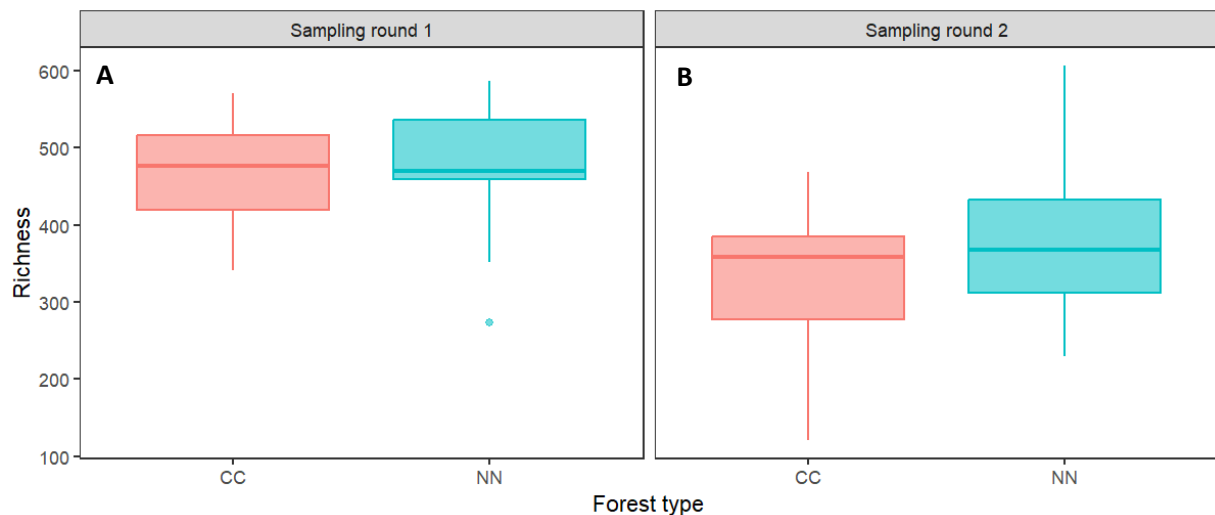 Sampling round 1
Sampling round 2
A
B
Richness
600
500
400
300
200
100
CC
NN
CC
NN
Forest type